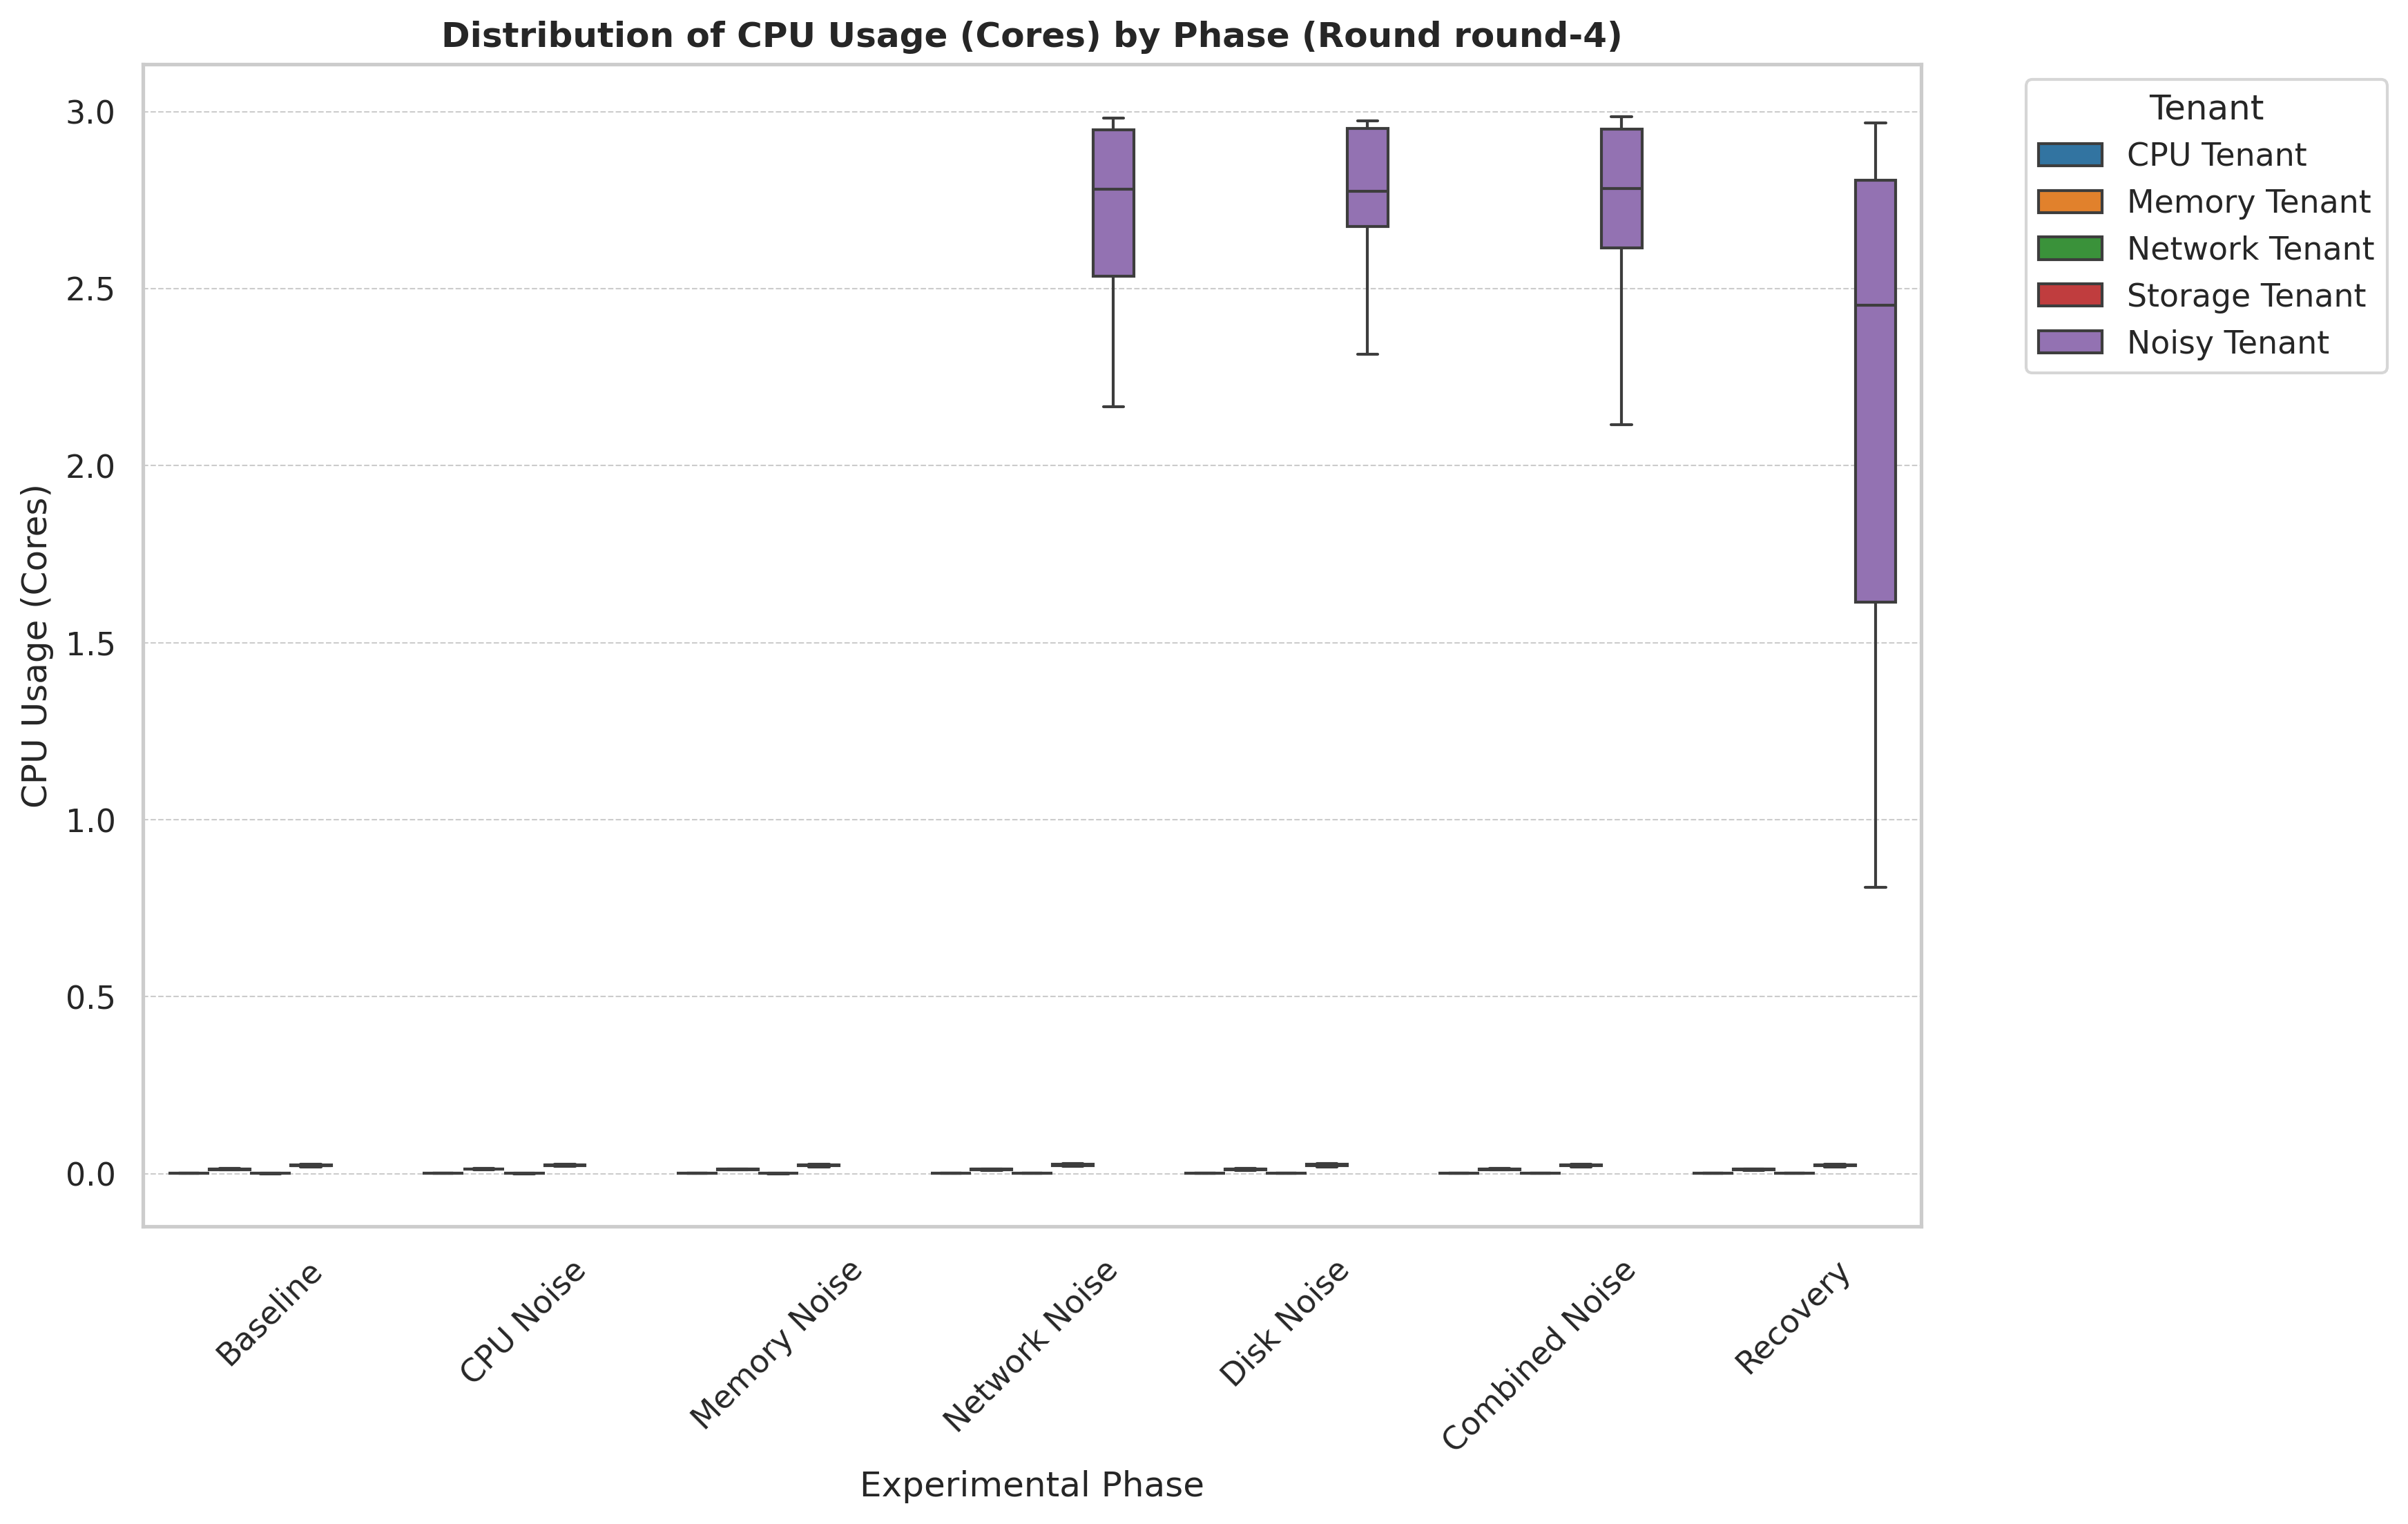 Distribution of CPU Usage (Cores) by Phase (Round round-4)
CPU Usage (Cores)
3.0
2.5
2.0
1.5
1.0
0.5
0.0
Baseline
CPU Noise
Memory Noise
Network Noise
Disk Noise
Combined Noise
Recovery
Experimental Phase
Tenant
CPU Tenant
Memory Tenant
Network Tenant
Storage Tenant
Noisy Tenant